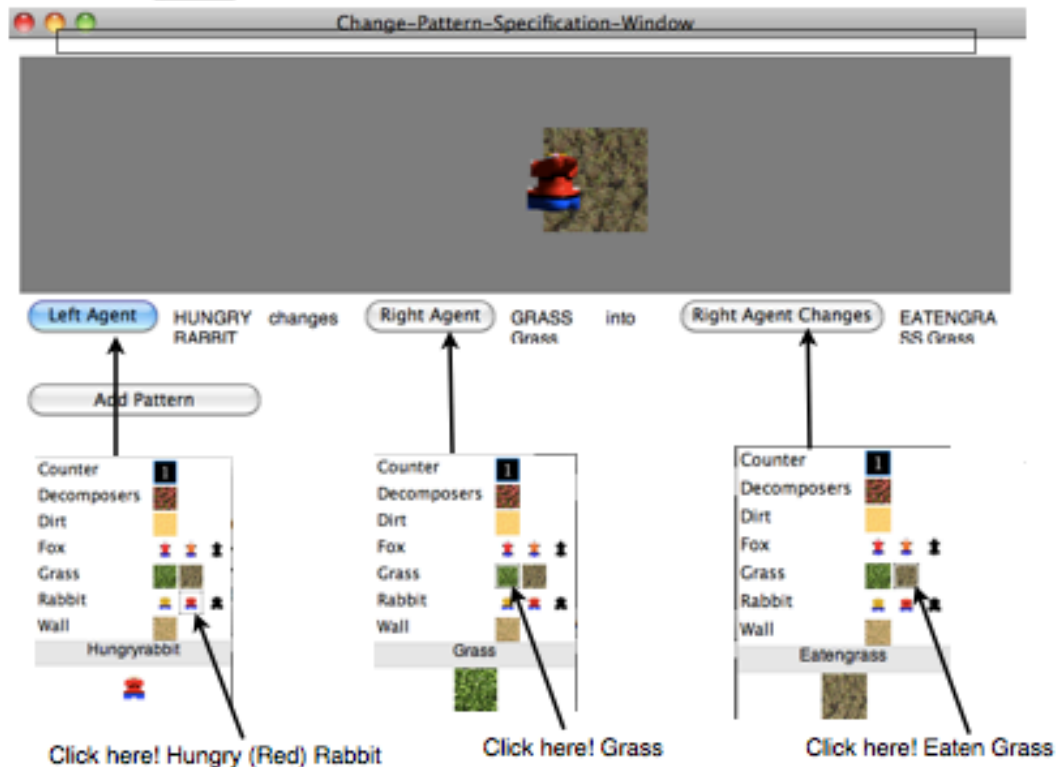 Change-Pattern-Specification-Window
Left Agent HUNGRY changes Right Agent GRASS into Right Agent Changes EATENGRA
RABBIT Grass SS Grass
Add Pattern
Counter 1
Decomposers
Dirt
Fox
Grass
Rabbit
Wall
Hungryrabbit
Click here! Hungry (Red) Rabbit
Counter 1
Decomposers
Dirt
Fox
Grass
Rabbit
Wall
Grass
Click here! Grass
Counter 1
Decomposers
Dirt
Fox
Grass
Rabbit
Wall
Eatengrass
Click here! Eaten Grass